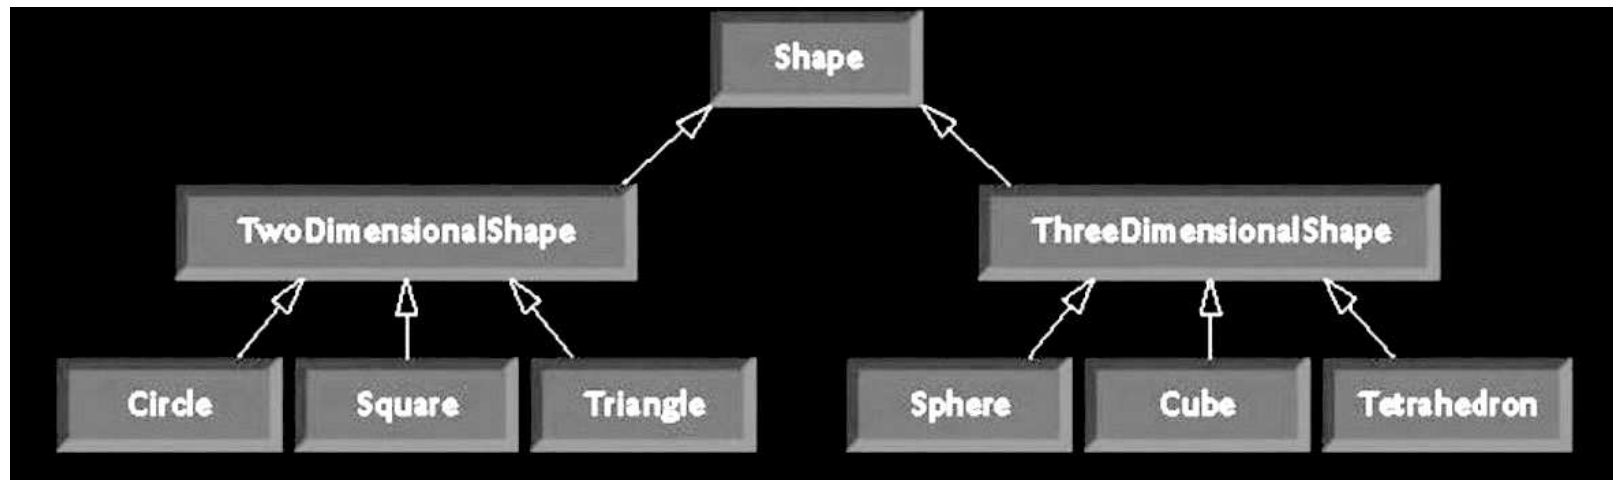 Shape
TwoDimensionalShape
ThreeDimensionalShape
Circle
Square
Triangle
Sphere
Cube
Tetrahedron